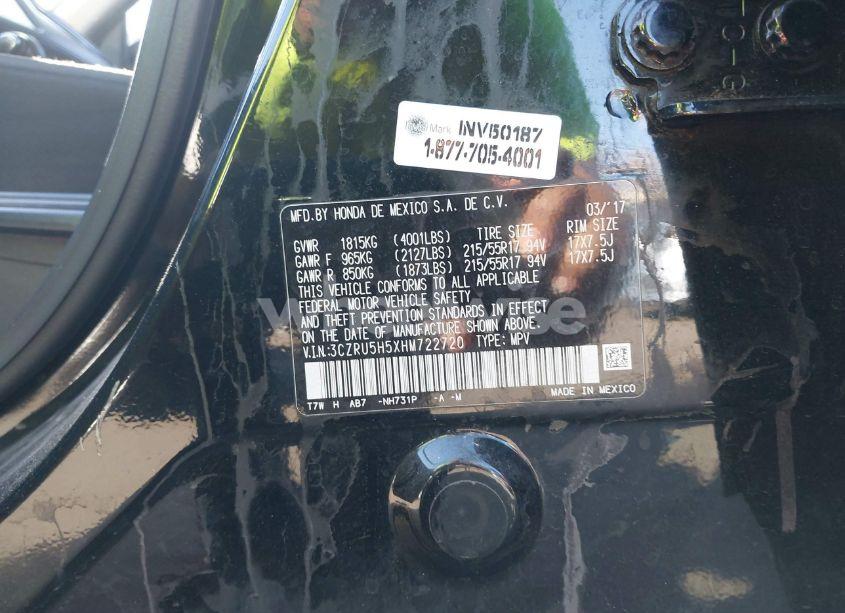 Mark INV50187
1-877-705-4001
MFD. BY HONDA DE MEXICO S.A. DE C.V. 03/'17
GVWR 1815KG (4001LBS) TIRE SIZE RIM SIZE
GAWR F 965KG (2127LBS) 215/55R17 94V 17X7.5J
GAWR R 850KG (1873LBS) 215/55R17 94V 17X7.5J
THIS VEHICLE CONFORMS TO ALL APPLICABLE
FEDERAL MOTOR VEHICLE SAFETY
AND THEFT PREVENTION STANDARDS IN EFFECT
ON THE DATE OF MANUFACTURE SHOWN ABOVE.
V.I.N.:3CZRU5H5XHM722720 TYPE: MPV
T7W H AB7 -NH731P -A -M MADE IN MEXICO